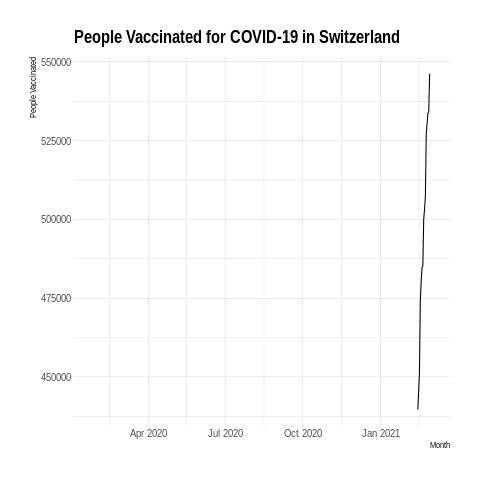 People Vaccinated for COVID-19 in Switzerland
People Vaccinated
550000
525000
500000
475000
450000
Apr 2020 Jul 2020 Oct 2020 Jan 2021
Month